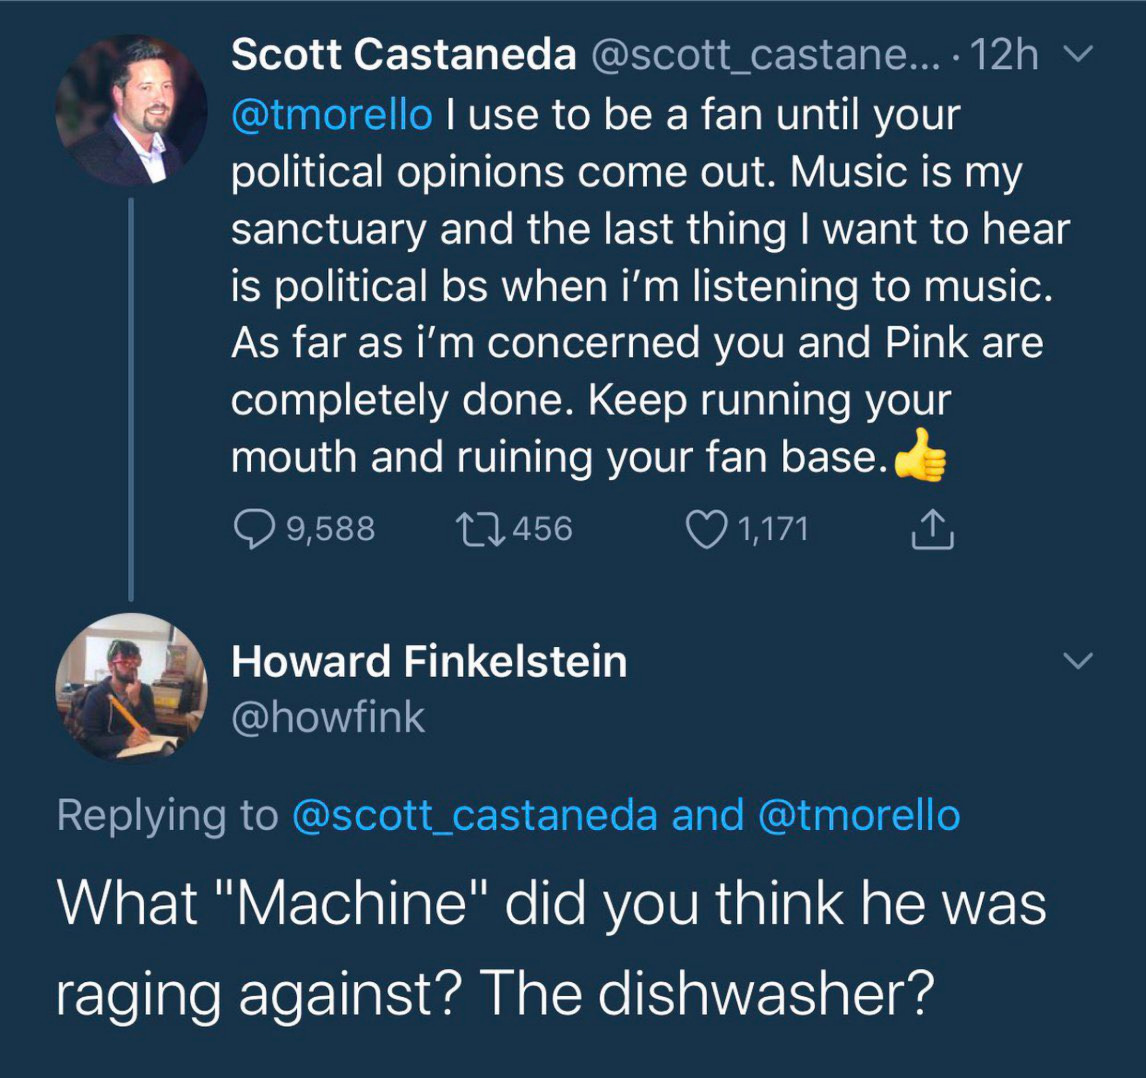 Scott Castaneda @scott_castane... · 12h
@tmorello I use to be a fan until your
political opinions come out. Music is my
sanctuary and the last thing I want to hear
is political bs when i’m listening to music.
As far as i’m concerned you and Pink are
completely done. Keep running your
mouth and ruining your fan base.👍
9,588 456 1,171
Howard Finkelstein
@howfink
Replying to @scott_castaneda and @tmorello
What "Machine" did you think he was
raging against? The dishwasher?